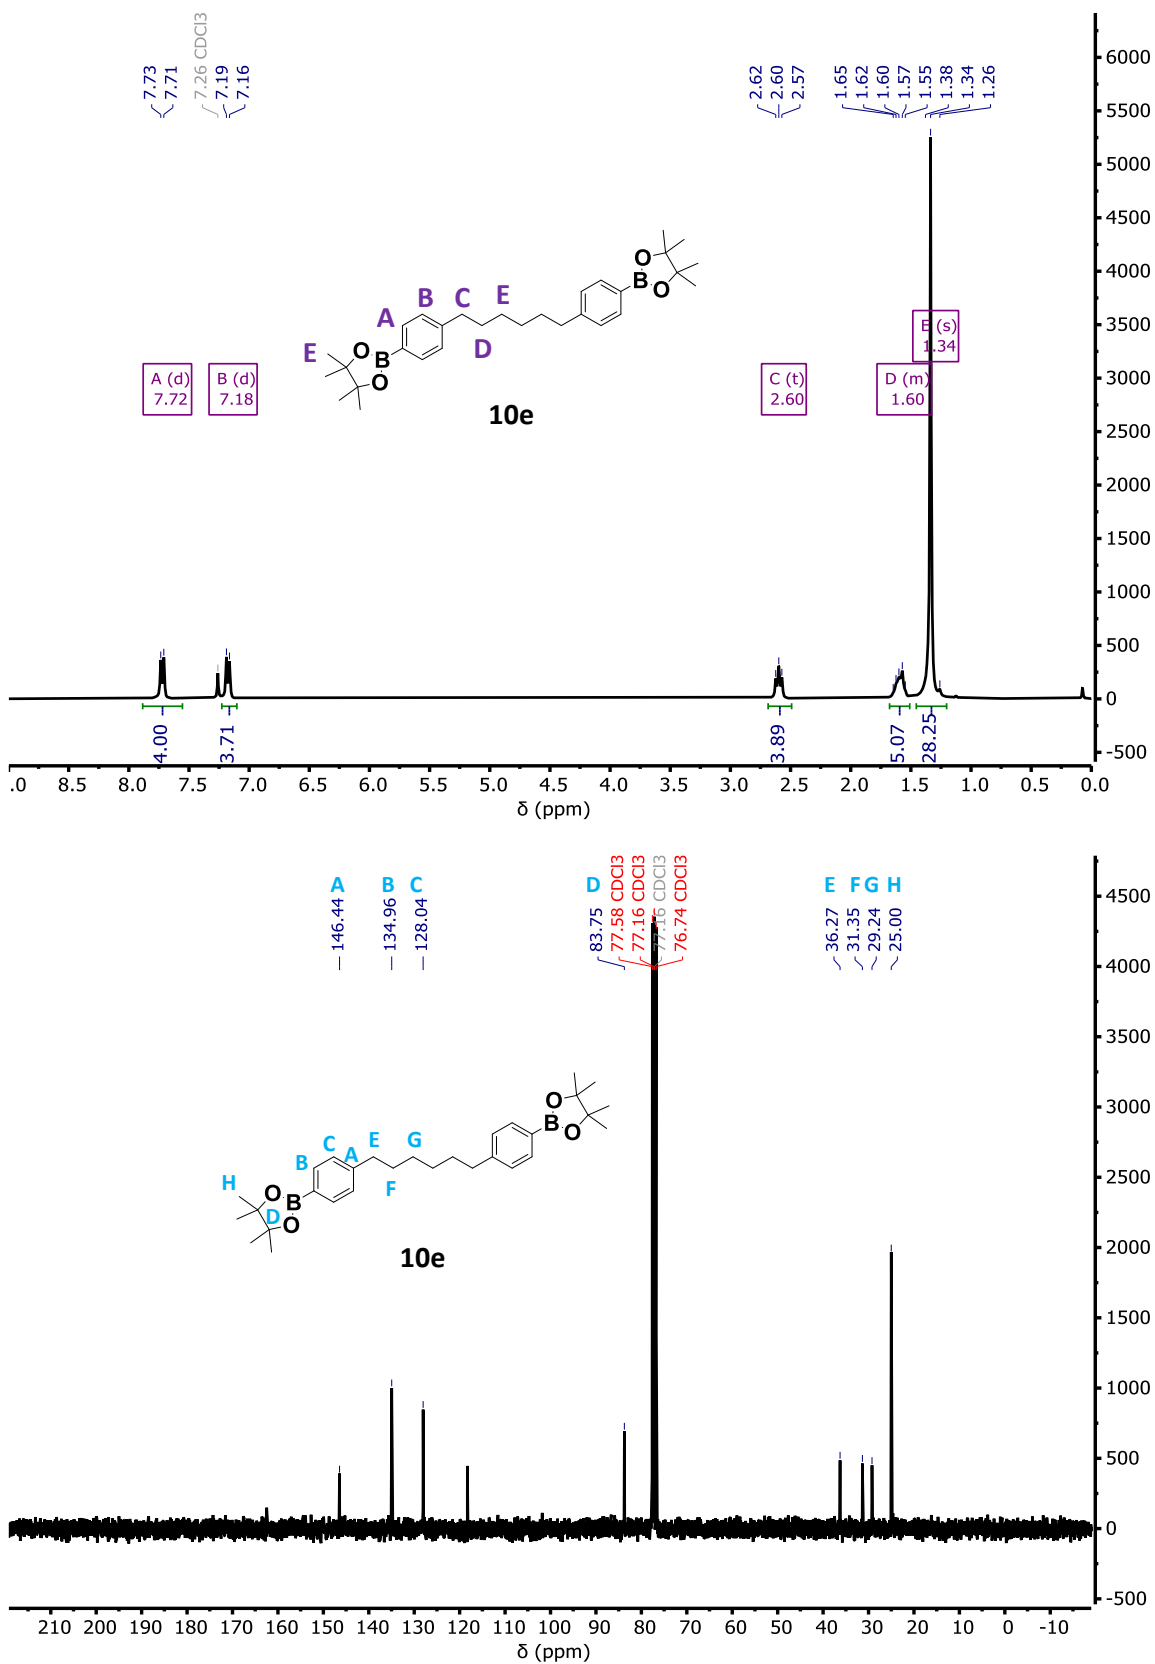 7.73
7.71
7.26 CDCl3
7.19
7.16
2.62
2.60
2.57
1.65
1.62
1.60
1.57
1.55
1.38
1.34
1.26
6000
5500
5000
4500
4000
3500
3000
2500
2000
1500
1000
500
0
-500
A (d)
7.72
B (d)
7.18
C (t)
2.60
D (m)
1.60
E (s)
1.34
A
B
C
D
E
E
O
B
O
O
B
O
10e
4.00
3.71
3.89
5.07
28.25
.0 8.5 8.0 7.5 7.0 6.5 6.0 5.5 5.0 4.5 4.0 3.5 3.0 2.5 2.0 1.5 1.0 0.5 0.0
δ (ppm)
A B C D E F G H
146.44
134.96
128.04
83.75
77.58 CDCl3
77.16 CDCl3
77.16 CDCl3
76.74 CDCl3
36.27
31.35
29.24
25.00
4500
4000
3500
3000
2500
2000
1500
1000
500
0
-500
O
B
O
E
G
C
A
B
F
H
O
B
D
O
10e
210 200 190 180 170 160 150 140 130 120 110 100 90 80 70 60 50 40 30 20 10 0 -10
δ (ppm)